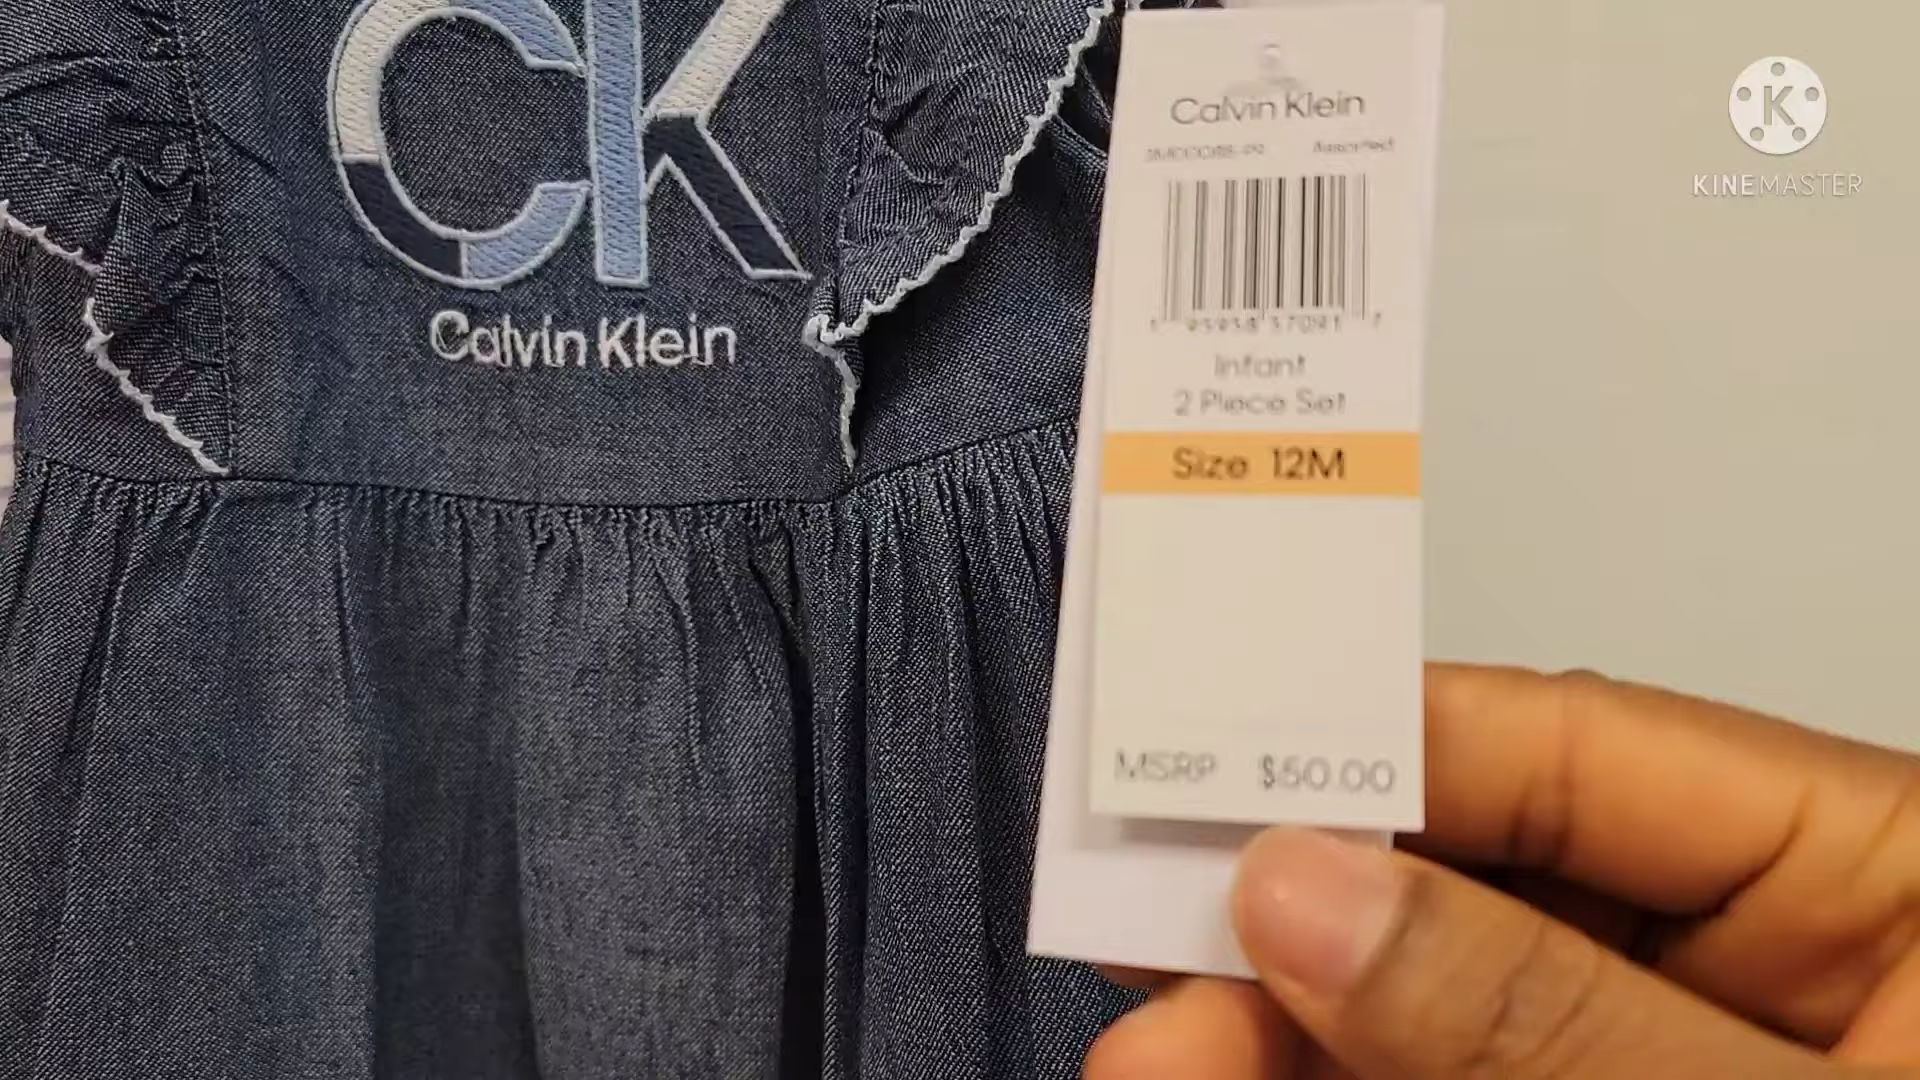 CK
Calvin Klein
Calvin Klein
Assorted
Infant
2 Piece Set
Size 12M
MSRP $50.00
K
KINEMASTER